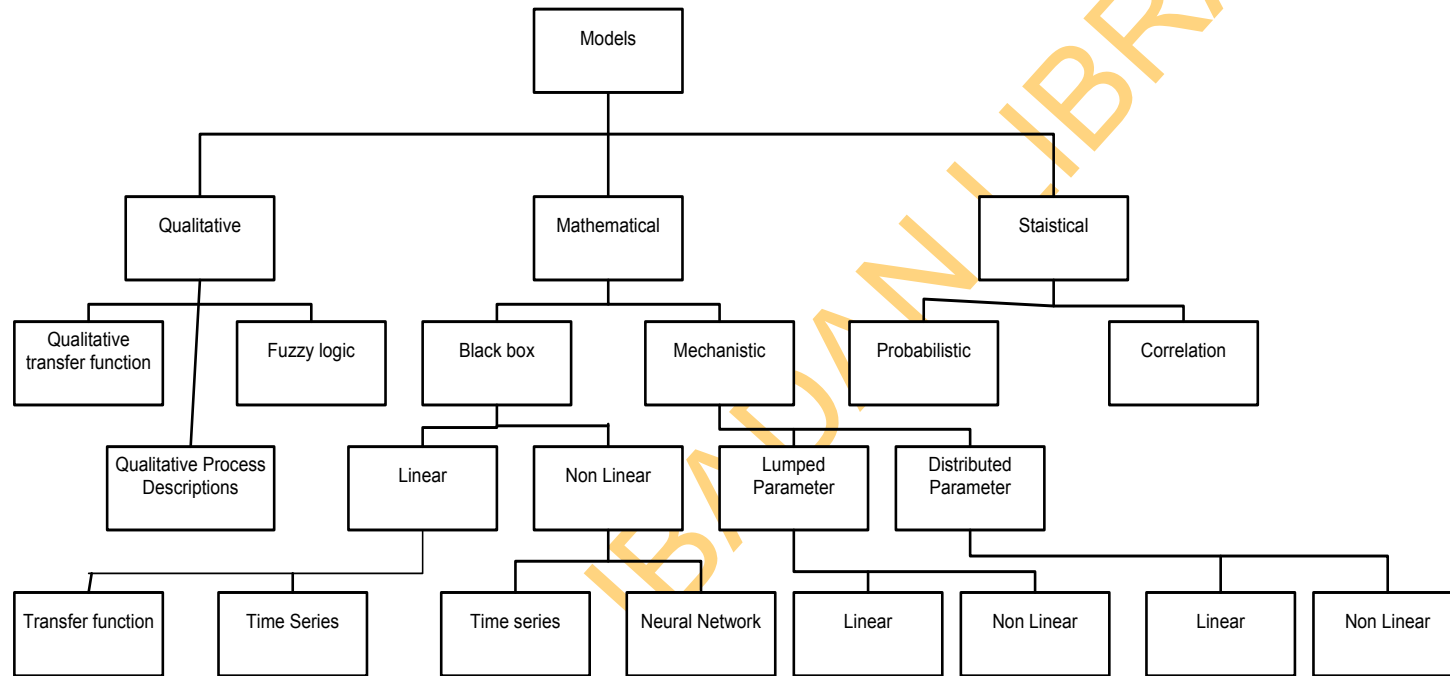 Models
Qualitative
Mathematical
Staistical
Qualitative
transfer function
Fuzzy logic
Black box
Mechanistic
Probabilistic
Correlation
Qualitative Process
Descriptions
Linear
Non Linear
Lumped
Parameter
Distributed
Parameter
Transfer function
Time Series
Time series
Neural Network
Linear
Non Linear
Linear
Non Linear
IBADAN LIBRA